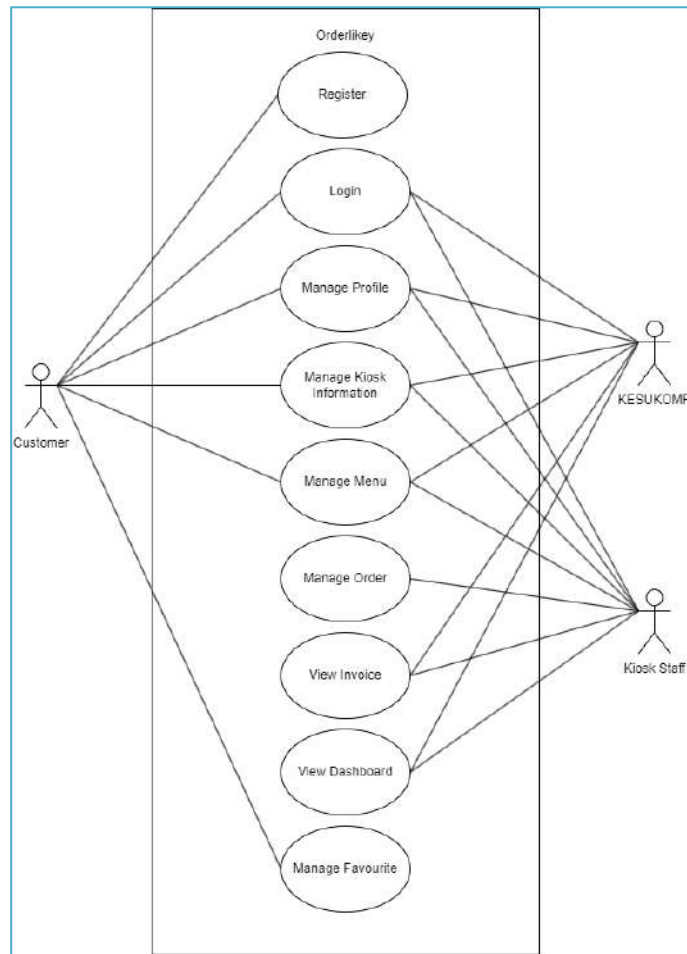 Orderlikey
Register
Login
Manage Profile
Manage Kiosk
Information
Manage Menu
Manage Order
View Invoice
View Dashboard
Manage Favourite
Customer
KESUKOMP
Kiosk Staff